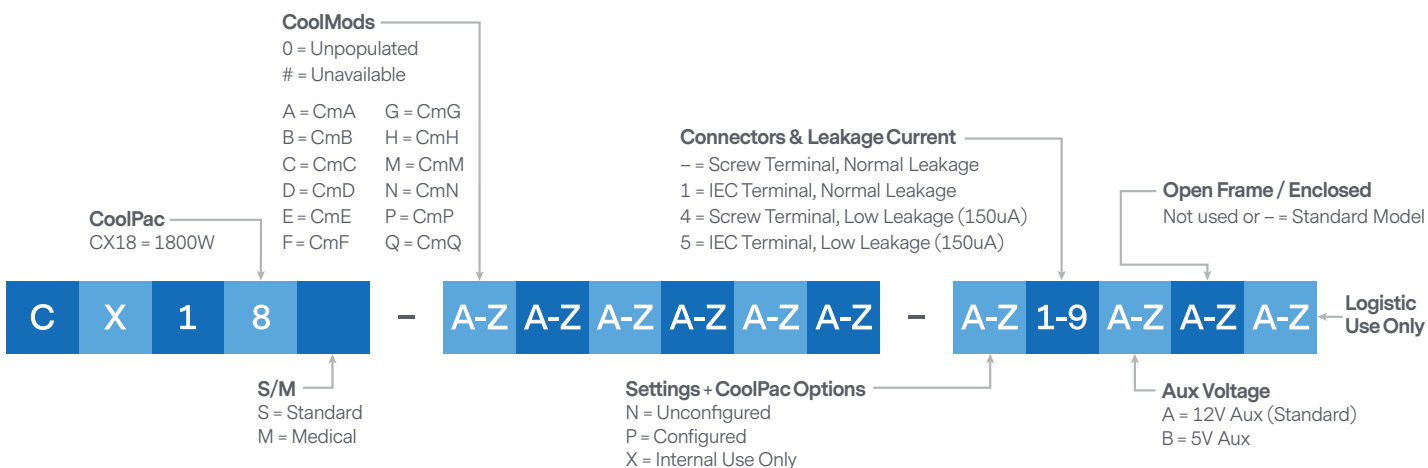 CoolMods
0 = Unpopulated
# = Unavailable
A = CmA G = CmG
B = CmB H = CmH
C = CmC M = CmM
D = CmD N = CmN
E = CmE P = CmP
F = CmF Q = CmQ
CoolPac
CX18 = 1800W
Connectors & Leakage Current
– = Screw Terminal, Normal Leakage
1 = IEC Terminal, Normal Leakage
4 = Screw Terminal, Low Leakage (150uA)
5 = IEC Terminal, Low Leakage (150uA)
Open Frame / Enclosed
Not used or – = Standard Model
C X 1 8 – A-Z A-Z A-Z A-Z A-Z A-Z – A-Z 1-9 A-Z A-Z A-Z
Logistic
Use Only
S/M
S = Standard
M = Medical
Settings + CoolPac Options
N = Unconfigured
P = Configured
X = Internal Use Only
Aux Voltage
A = 12V Aux (Standard)
B = 5V Aux